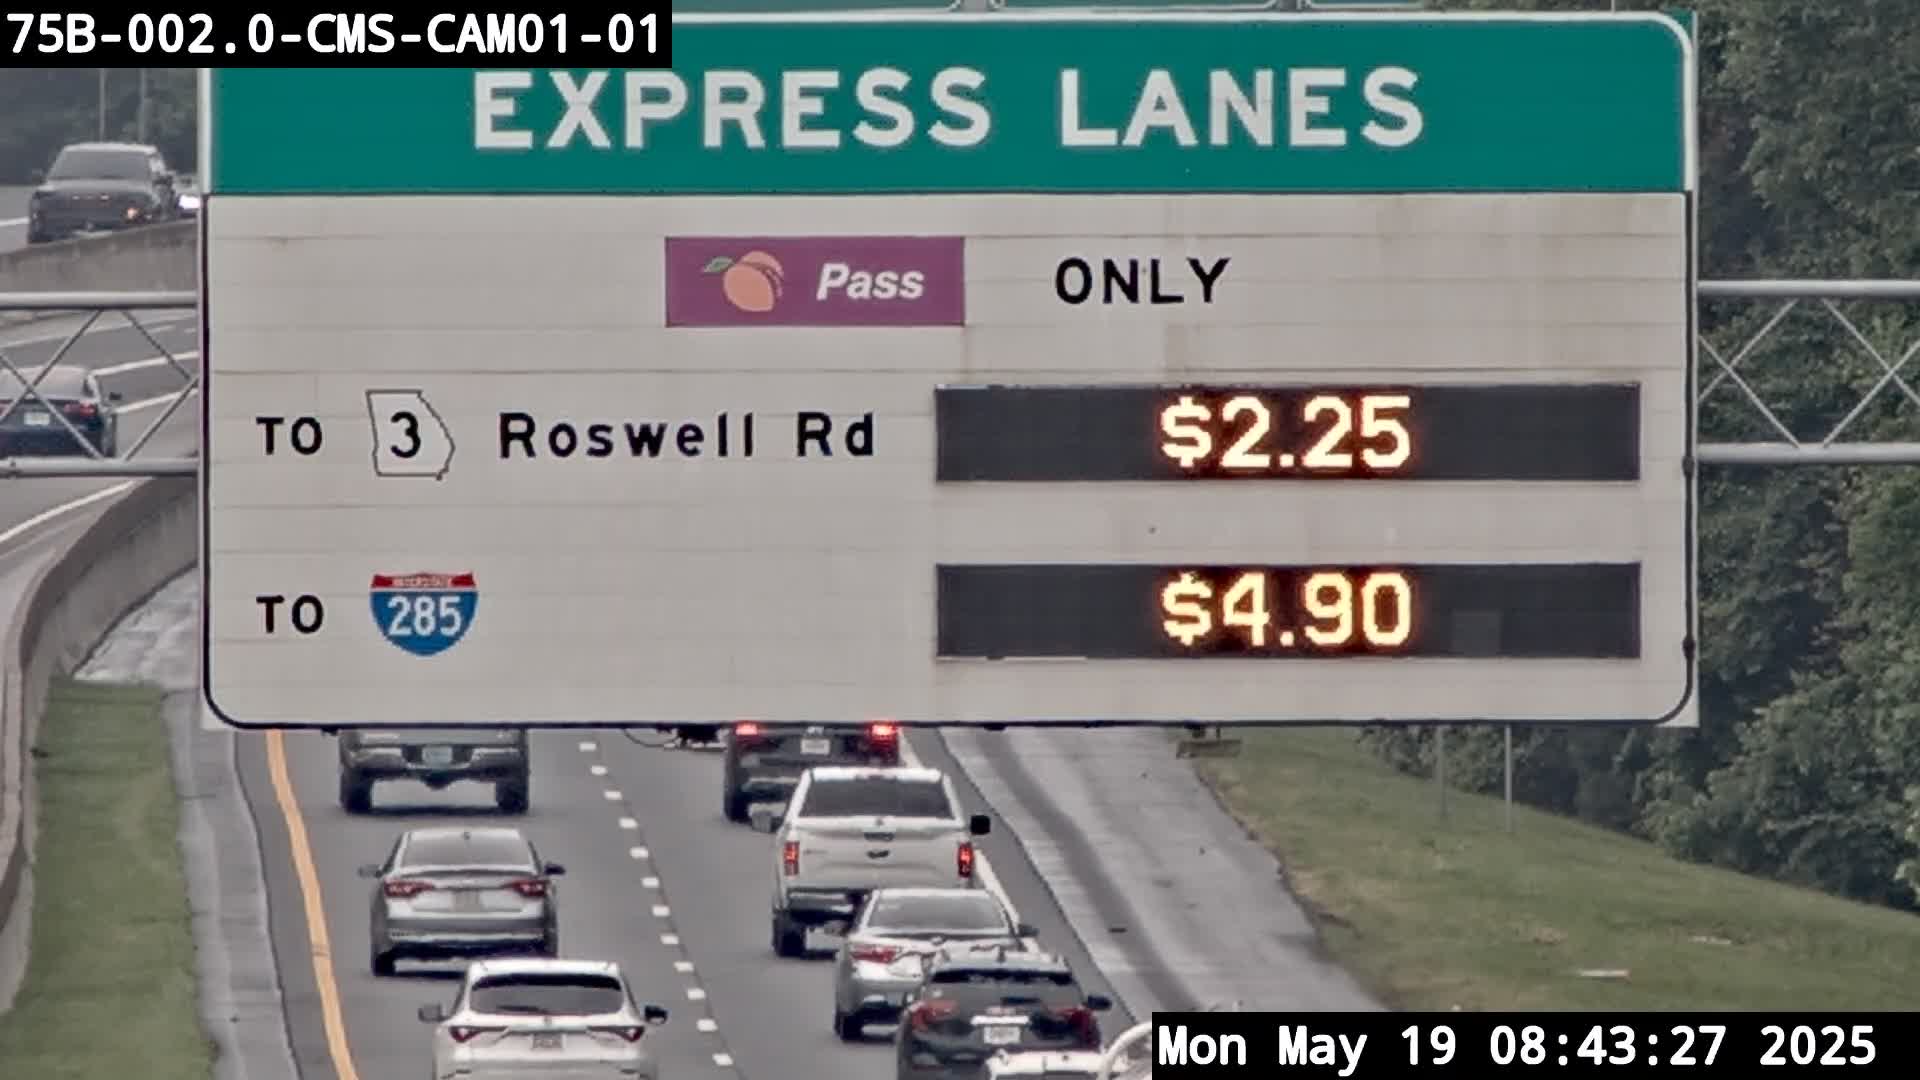 75B-002.0-CMS-CAM01-01
EXPRESS LANES
Pass ONLY
TO 3 Roswell Rd $2.25
INTERSTATE
TO 285 $4.90
Mon May 19 08:43:27 2025